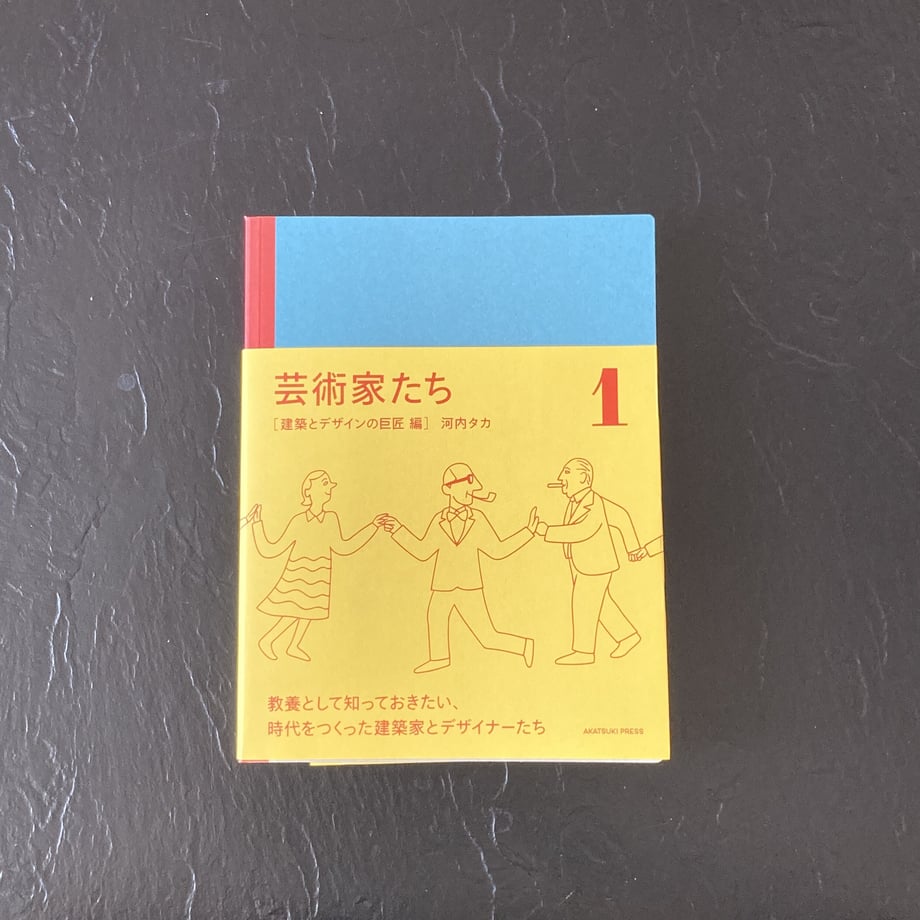 芸術家たち
1
[建築とデザインの巨匠 編] 河内タカ
教養として知っておきたい、
時代をつくった建築家とデザイナーたち
AKATSUKI PRESS